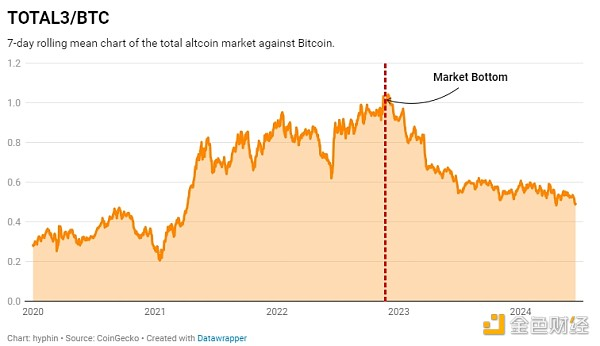 TOTAL3/BTC
7-day rolling mean chart of the total altcoin market against Bitcoin.
1.2
Market Bottom
1.0
0.8
0.6
0.4
0.2
0.0
2020
2021
2022
2023
2024
Chart: hyphin • Source: CoinGecko • Created with Datawrapper
金色财经